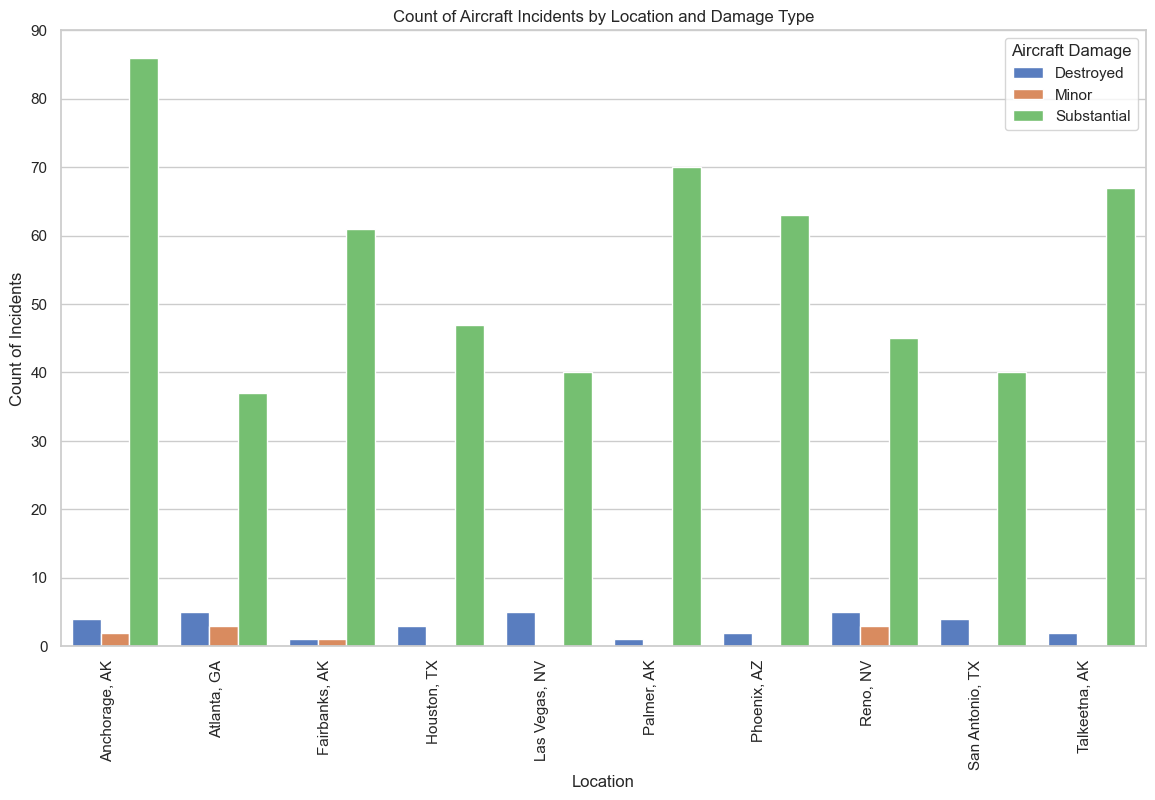 Count of Aircraft Incidents by Location and Damage Type
Aircraft Damage
Destroyed
Minor
Substantial
Count of Incidents
90
80
70
60
50
40
30
20
10
0
Anchorage, AK
Atlanta, GA
Fairbanks, AK
Houston, TX
Las Vegas, NV
Palmer, AK
Phoenix, AZ
Reno, NV
San Antonio, TX
Talkeetna, AK
Location